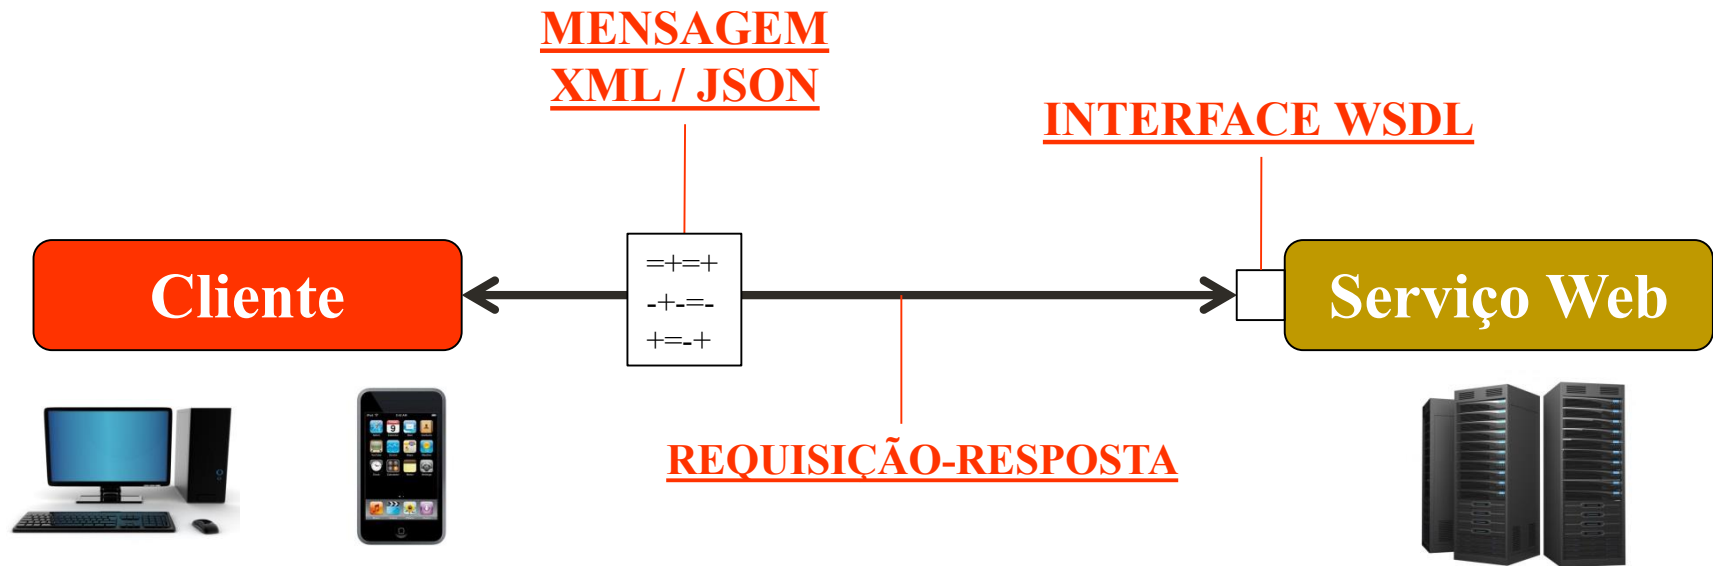 MENSAGEM
XML / JSON
INTERFACE WSDL
Cliente
=+=+
-+-=-
+=-+
Serviço Web
REQUISIÇÃO-RESPOSTA